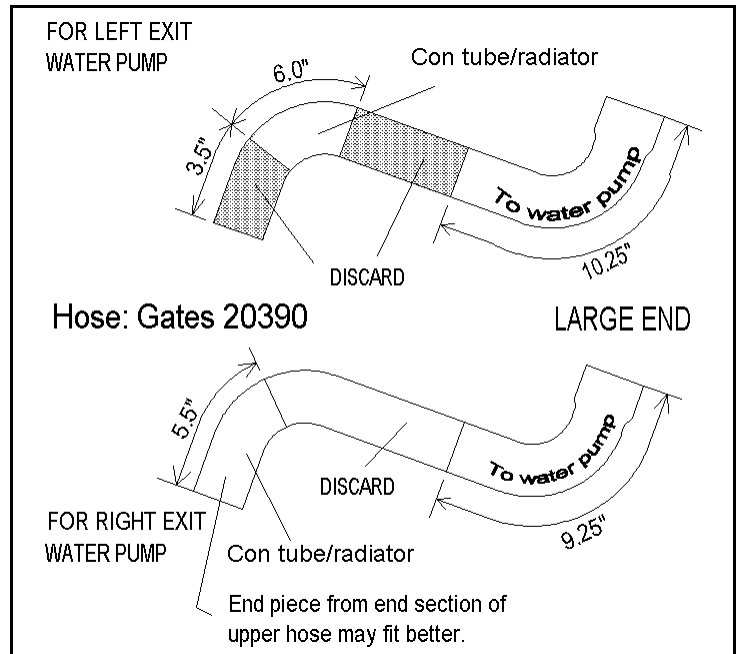 FOR LEFT EXIT
WATER PUMP
6.0"
Con tube/radiator
3.5"
To water pump
10.25"
DISCARD
Hose: Gates 20390
LARGE END
5.5"
To water pump
DISCARD
9.25"
FOR RIGHT EXIT
WATER PUMP
Con tube/radiator
End piece from end section of
upper hose may fit better.